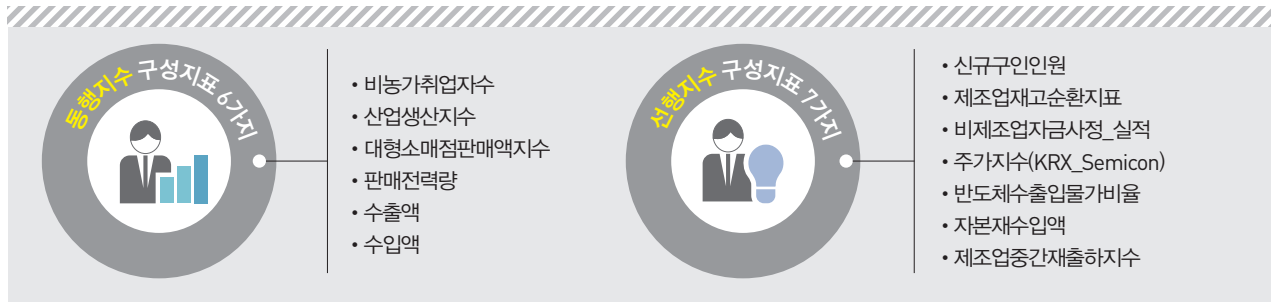 동행지수 구성지표 6가지
• 비농가취업자수
• 산업생산지수
• 대형소매점판매액지수
• 판매전력량
• 수출액
• 수입액
선행지수 구성지표 7가지
• 신규구인인원
• 제조업재고순환지표
• 비제조업자금사정_실적
• 주가지수(KRX_Semicon)
• 반도체수출입물가비율
• 자본재수입액
• 제조업중간재출하지수